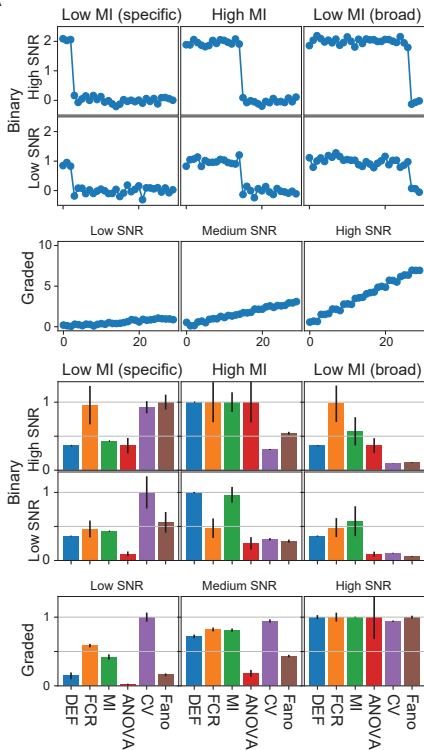 Low MI (specific) High MI Low MI (broad)
Binary
High SNR
2
1
0
Low SNR
2
1
0
Low SNR Medium SNR High SNR
Graded
10
5
0
0 20 0 20 0 20
Low MI (specific) High MI Low MI (broad)
Binary
High SNR
1
0
Low SNR
1
0
Low SNR Medium SNR High SNR
Graded
1
0
DEF FCR MI ANOVA CV Fano DEF FCR MI ANOVA CV Fano DEF FCR MI ANOVA CV Fano